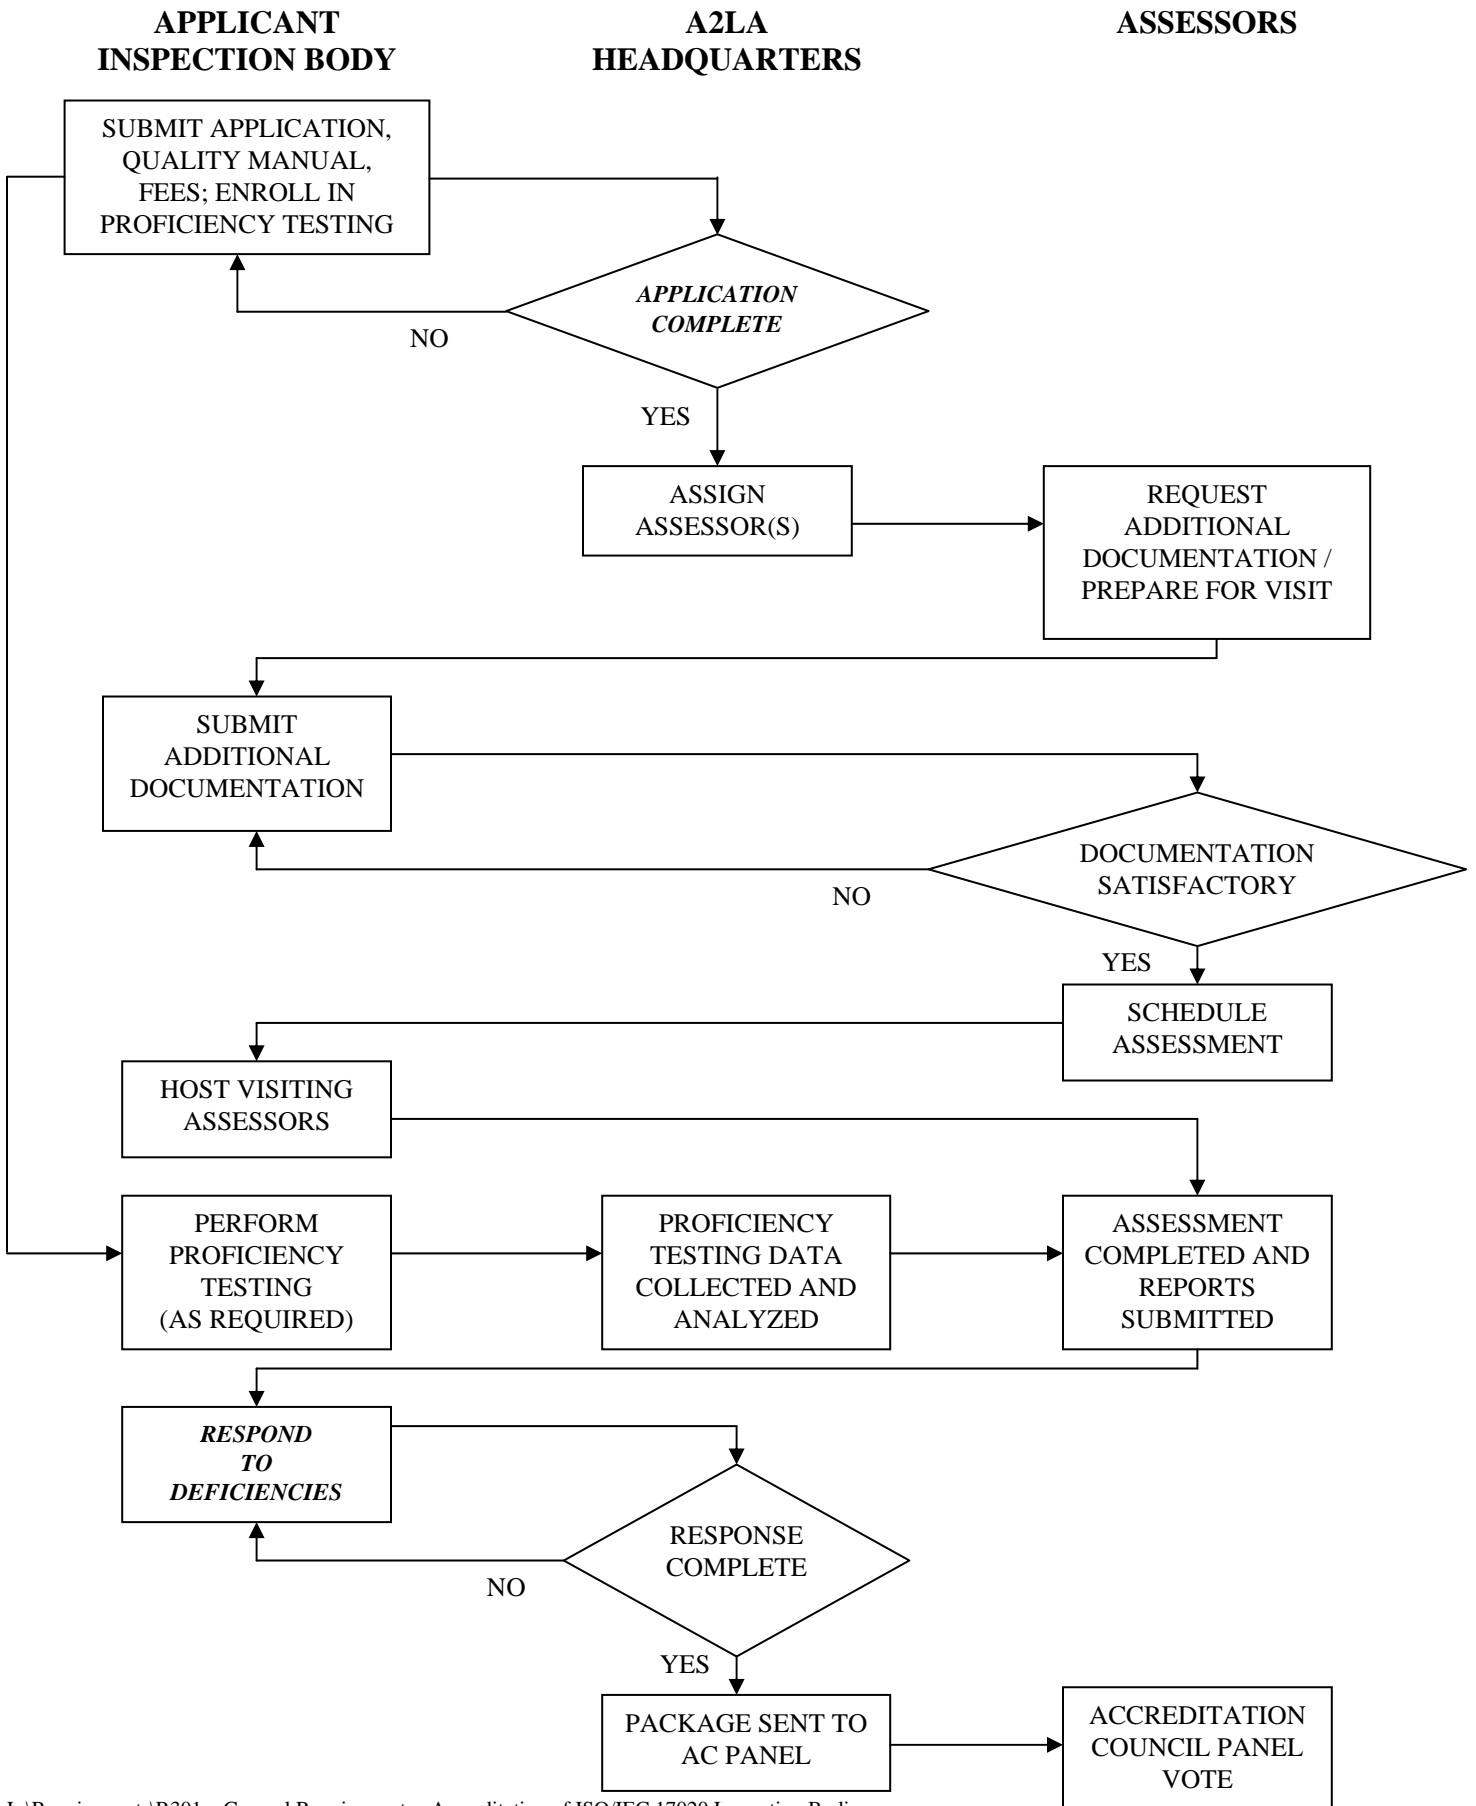 APPLICANT
INSPECTION BODY
A2LA
HEADQUARTERS
ASSESSORS
SUBMIT APPLICATION,
QUALITY MANUAL,
FEES; ENROLL IN
PROFICIENCY TESTING
APPLICATION
COMPLETE
NO
YES
ASSIGN
ASSESSOR(S)
REQUEST
ADDITIONAL
DOCUMENTATION /
PREPARE FOR VISIT
SUBMIT
ADDITIONAL
DOCUMENTATION
DOCUMENTATION
SATISFACTORY
NO
YES
SCHEDULE
ASSESSMENT
HOST VISITING
ASSESSORS
PERFORM
PROFICIENCY
TESTING
(AS REQUIRED)
PROFICIENCY
TESTING DATA
COLLECTED AND
ANALYZED
ASSESSMENT
COMPLETED AND
REPORTS
SUBMITTED
RESPOND
TO
DEFICIENCIES
RESPONSE
COMPLETE
NO
YES
PACKAGE SENT TO
AC PANEL
ACCREDITATION
COUNCIL PANEL
VOTE